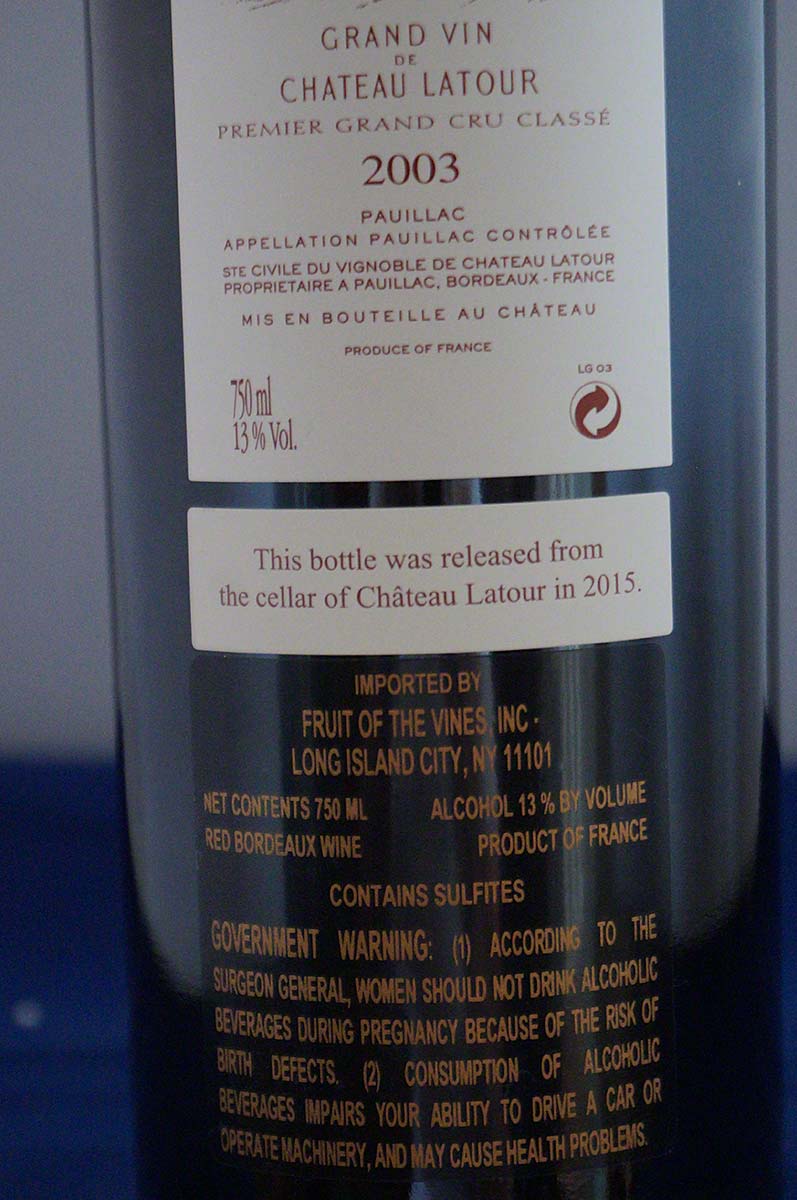 GRAND VIN
DE
CHATEAU LATOUR
PREMIER GRAND CRU CLASSÉ
2003
PAUILLAC
APPELLATION PAUILLAC CONTRÔLÉE
STE CIVILE DU VIGNOBLE DE CHATEAU LATOUR
PROPRIETAIRE A PAUILLAC, BORDEAUX - FRANCE
MIS EN BOUTEILLE AU CHÂTEAU
PRODUCE OF FRANCE
LG 03
750 ml
13 % Vol.
This bottle was released from
the cellar of Château Latour in 2015.
IMPORTED BY
FRUIT OF THE VINES, INC -
LONG ISLAND CITY, NY 11101
NET CONTENTS 750 ML ALCOHOL 13 % BY VOLUME
RED BORDEAUX WINE PRODUCT OF FRANCE
CONTAINS SULFITES
GOVERNMENT WARNING: (1) ACCORDING TO THE
SURGEON GENERAL, WOMEN SHOULD NOT DRINK ALCOHOLIC
BEVERAGES DURING PREGNANCY BECAUSE OF THE RISK OF
BIRTH DEFECTS. (2) CONSUMPTION OF ALCOHOLIC
BEVERAGES IMPAIRS YOUR ABILITY TO DRIVE A CAR OR
OPERATE MACHINERY, AND MAY CAUSE HEALTH PROBLEMS.